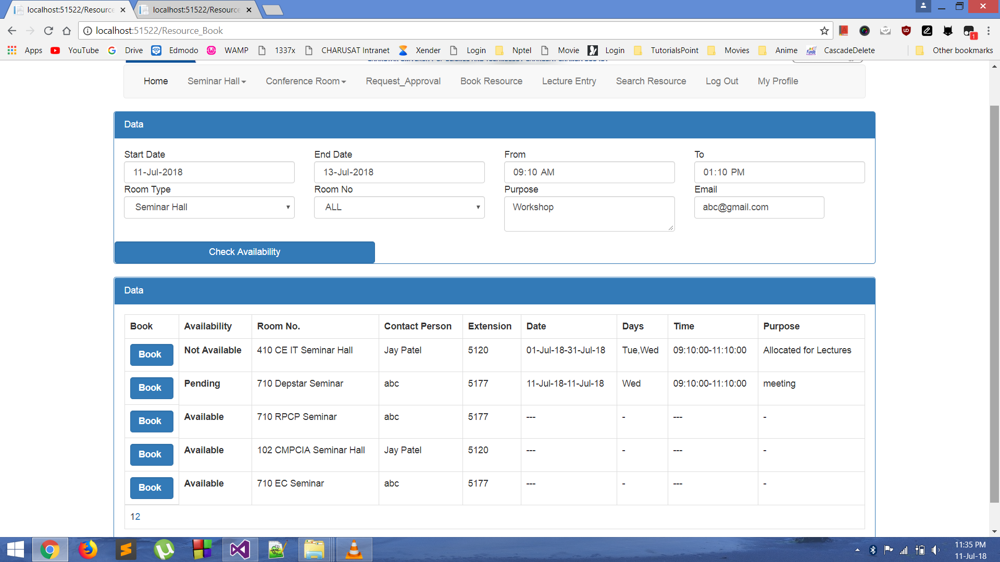 localhost:51522/Resource
localhost:51522/Resource
localhost:51522/Resource_Book
1
Apps YouTube Drive Edmodo WAMP 1337x CHARUSAT Intranet Xender Login Nptel Movie Login TutorialsPoint Movies Anime CascadeDelete Other bookmarks
Home Seminar Hall Conference Room Request_Approval Book Resource Lecture Entry Search Resource Log Out My Profile
Data
Start Date End Date From To
11-Jul-2018 13-Jul-2018 09:10 AM 01:10 PM
Room Type Room No Purpose Email
Seminar Hall ALL Workshop abc@gmail.com
Check Availability
Data
Book Availability Room No. Contact Person Extension Date Days Time Purpose
Book Not Available 410 CE IT Seminar Hall Jay Patel 5120 01-Jul-18-31-Jul-18 Tue,Wed 09:10:00-11:10:00 Allocated for Lectures
Book Pending 710 Depstar Seminar abc 5177 11-Jul-18-11-Jul-18 Wed 09:10:00-11:10:00 meeting
Book Available 710 RPCP Seminar abc 5177 --- - --- -
Book Available 102 CMPCIA Seminar Hall Jay Patel 5120 --- - --- -
Book Available 710 EC Seminar abc 5177 --- - --- -
12
11:35 PM
11-Jul-18